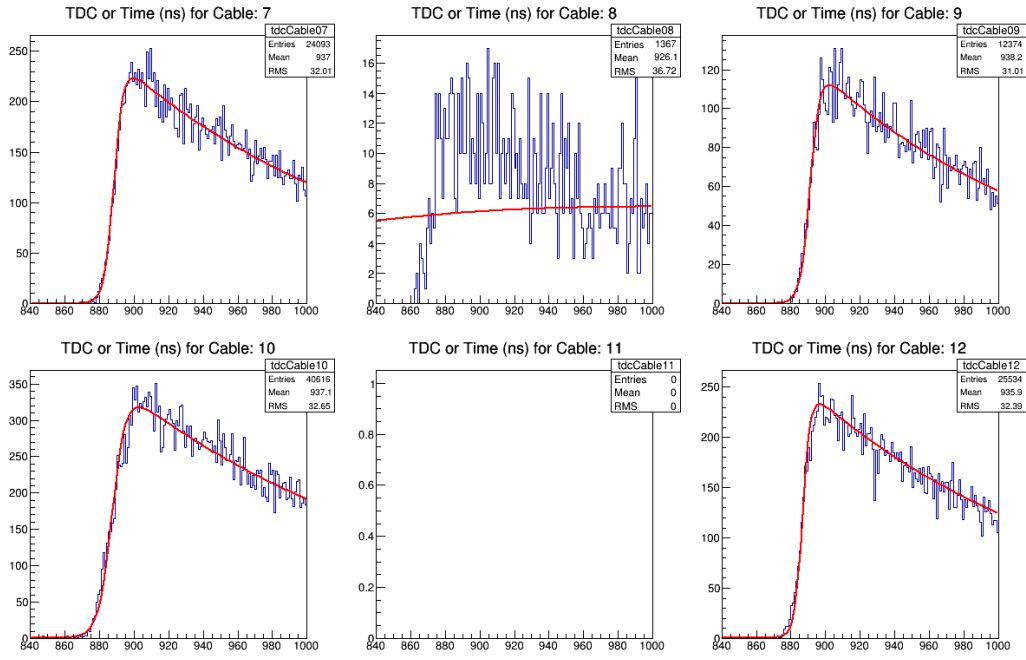 TDC or Time (ns) for Cable: 7
tdcCable07
Entries 24093
Mean 937
RMS 32.01
250
200
150
100
50
0
840 860 880 900 920 940 960 980 1000
TDC or Time (ns) for Cable: 8
tdcCable08
Entries 1367
Mean 926.1
RMS 36.72
18
16
14
12
10
8
6
4
2
0
840 860 880 900 920 940 960 980 1000
TDC or Time (ns) for Cable: 9
tdcCable09
Entries 12374
Mean 938.2
RMS 31.01
120
100
80
60
40
20
0
840 860 880 900 920 940 960 980 1000
TDC or Time (ns) for Cable: 10
tdcCable10
Entries 40616
Mean 937.1
RMS 32.65
350
300
250
200
150
100
50
0
840 860 880 900 920 940 960 980 1000
TDC or Time (ns) for Cable: 11
tdcCable11
Entries 0
Mean 0
RMS 0
1
0.8
0.6
0.4
0.2
0
840 860 880 900 920 940 960 980 1000
TDC or Time (ns) for Cable: 12
tdcCable12
Entries 25534
Mean 935.9
RMS 32.39
250
200
150
100
50
0
840 860 880 900 920 940 960 980 1000